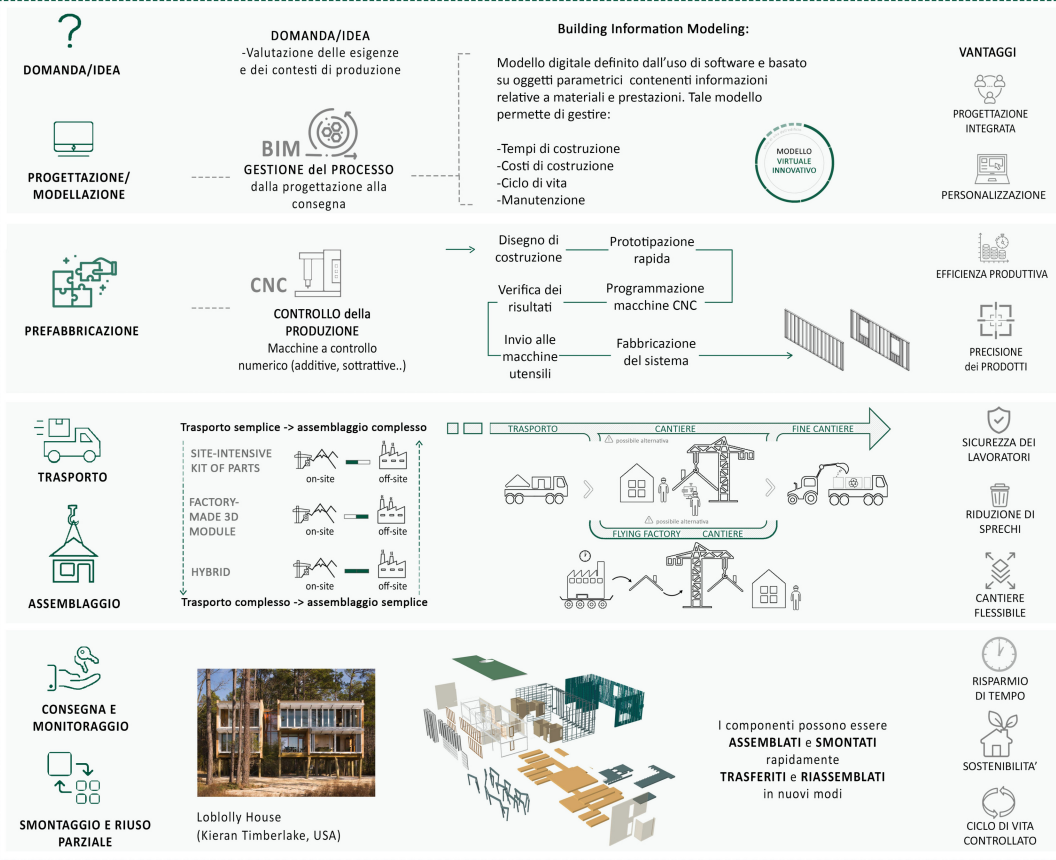 ?
DOMANDA/IDEA
DOMANDA/IDEA
-Valutazione delle esigenze
e dei contesti di produzione
PROGETTAZIONE/
MODELLAZIONE
BIM
GESTIONE del PROCESSO
dalla progettazione alla
consegna
Building Information Modeling:
Modello digitale definito dall'uso di software e basato
su oggetti parametrici contenenti informazioni
relative a materiali e prestazioni. Tale modello
permette di gestire:
-Tempi di costruzione
-Costi di costruzione
-Ciclo di vita
-Manutenzione
MODELLO
VIRTUALE
INNOVATIVO
VANTAGGI
PROGETTAZIONE
INTEGRATA
PERSONALIZZAZIONE
PREFABBRICAZIONE
CNC
CONTROLLO della
PRODUZIONE
Macchine a controllo
numerico (additive, sottrattive..)
Disegno di
costruzione
Prototipazione
rapida
Verifica dei
risultati
Programmazione
macchine CNC
Invio alle
macchine
utensili
Fabbricazione
del sistema
EFFICIENZA PRODUTTIVA
PRECISIONE
dei PRODOTTI
TRASPORTO
ASSEMBLAGGIO
Trasporto semplice -> assemblaggio complesso
SITE-INTENSIVE
KIT OF PARTS
on-site
off-site
FACTORY-
MADE 3D
MODULE
on-site
off-site
HYBRID
on-site
off-site
Trasporto complesso -> assemblaggio semplice
TRASPORTO
CANTIERE
FINE CANTIERE
possibile alternativa
possibile alternativa
FLYING FACTORY
CANTIERE
SICUREZZA DEI
LAVORATORI
RIDUZIONE DI
SPRECHI
CANTIERE
FLESSIBILE
CONSEGNA E
MONITORAGGIO
SMONTAGGIO E RIUSO
PARZIALE
Loblolly House
(Kieran Timberlake, USA)
I componenti possono essere
ASSEMBLATI e SMONTATI
rapidamente
TRASFERITI e RIASSEMBLATI
in nuovi modi
RISPARMIO
DI TEMPO
SOSTENIBILITA'
CICLO DI VITA
CONTROLLATO